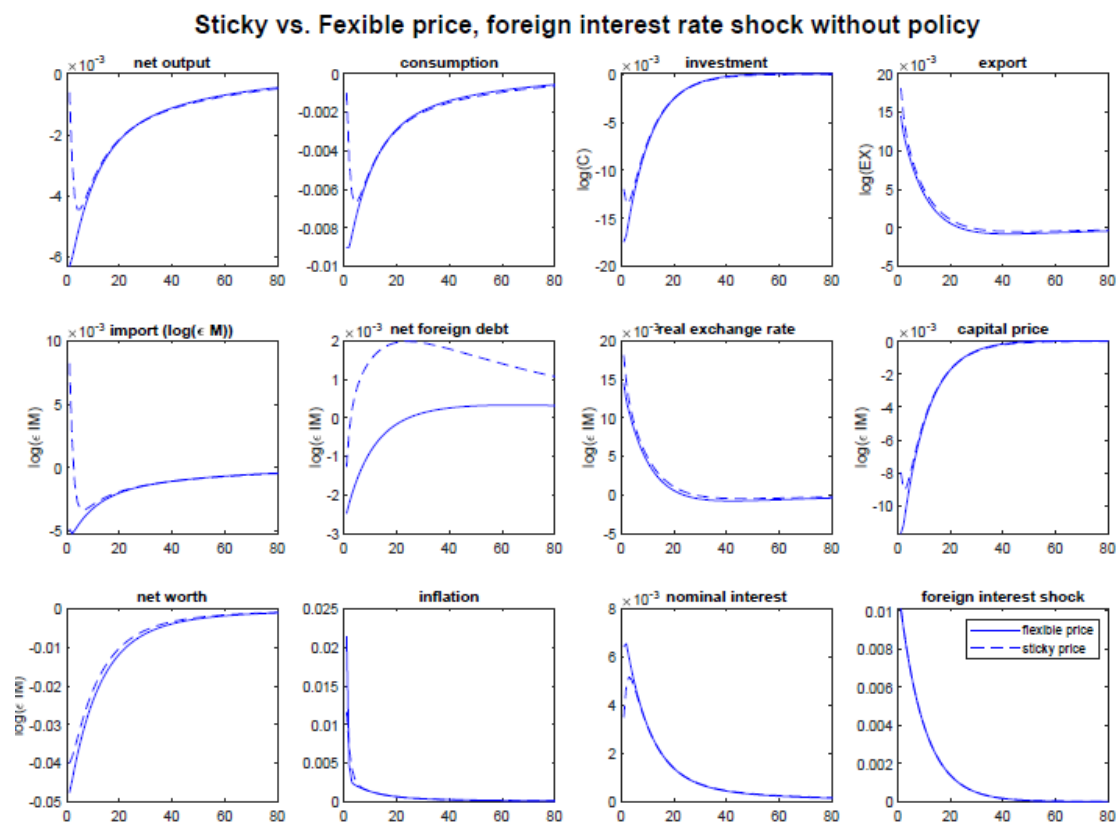 Sticky vs. Fexible price, foreign interest rate shock without policy
×10⁻³ net output
0
-2
-4
-6
0 20 40 60 80
consumption
0
-0.002
-0.004
-0.006
-0.008
-0.01
0 20 40 60 80
×10⁻³ investment
log(C)
0
-5
-10
-15
-20
0 20 40 60 80
×10⁻³ export
log(EX)
20
15
10
5
0
-5
0 20 40 60 80
×10⁻³ import (log(ϵ M))
log(ϵ IM)
10
5
0
-5
0 20 40 60 80
×10⁻³ net foreign debt
log(ϵ IM)
2
1
0
-1
-2
-3
0 20 40 60 80
×10⁻³ real exchange rate
log(ϵ IM)
20
15
10
5
0
-5
0 20 40 60 80
×10⁻³ capital price
log(ϵ IM)
0
-2
-4
-6
-8
-10
0 20 40 60 80
net worth
log(ϵ IM)
0
-0.01
-0.02
-0.03
-0.04
-0.05
0 20 40 60 80
inflation
0.025
0.02
0.015
0.01
0.005
0
0 20 40 60 80
×10⁻³ nominal interest
8
6
4
2
0
0 20 40 60 80
foreign interest shock
0.01
0.008
0.006
0.004
0.002
0
0 20 40 60 80
flexible price
sticky price